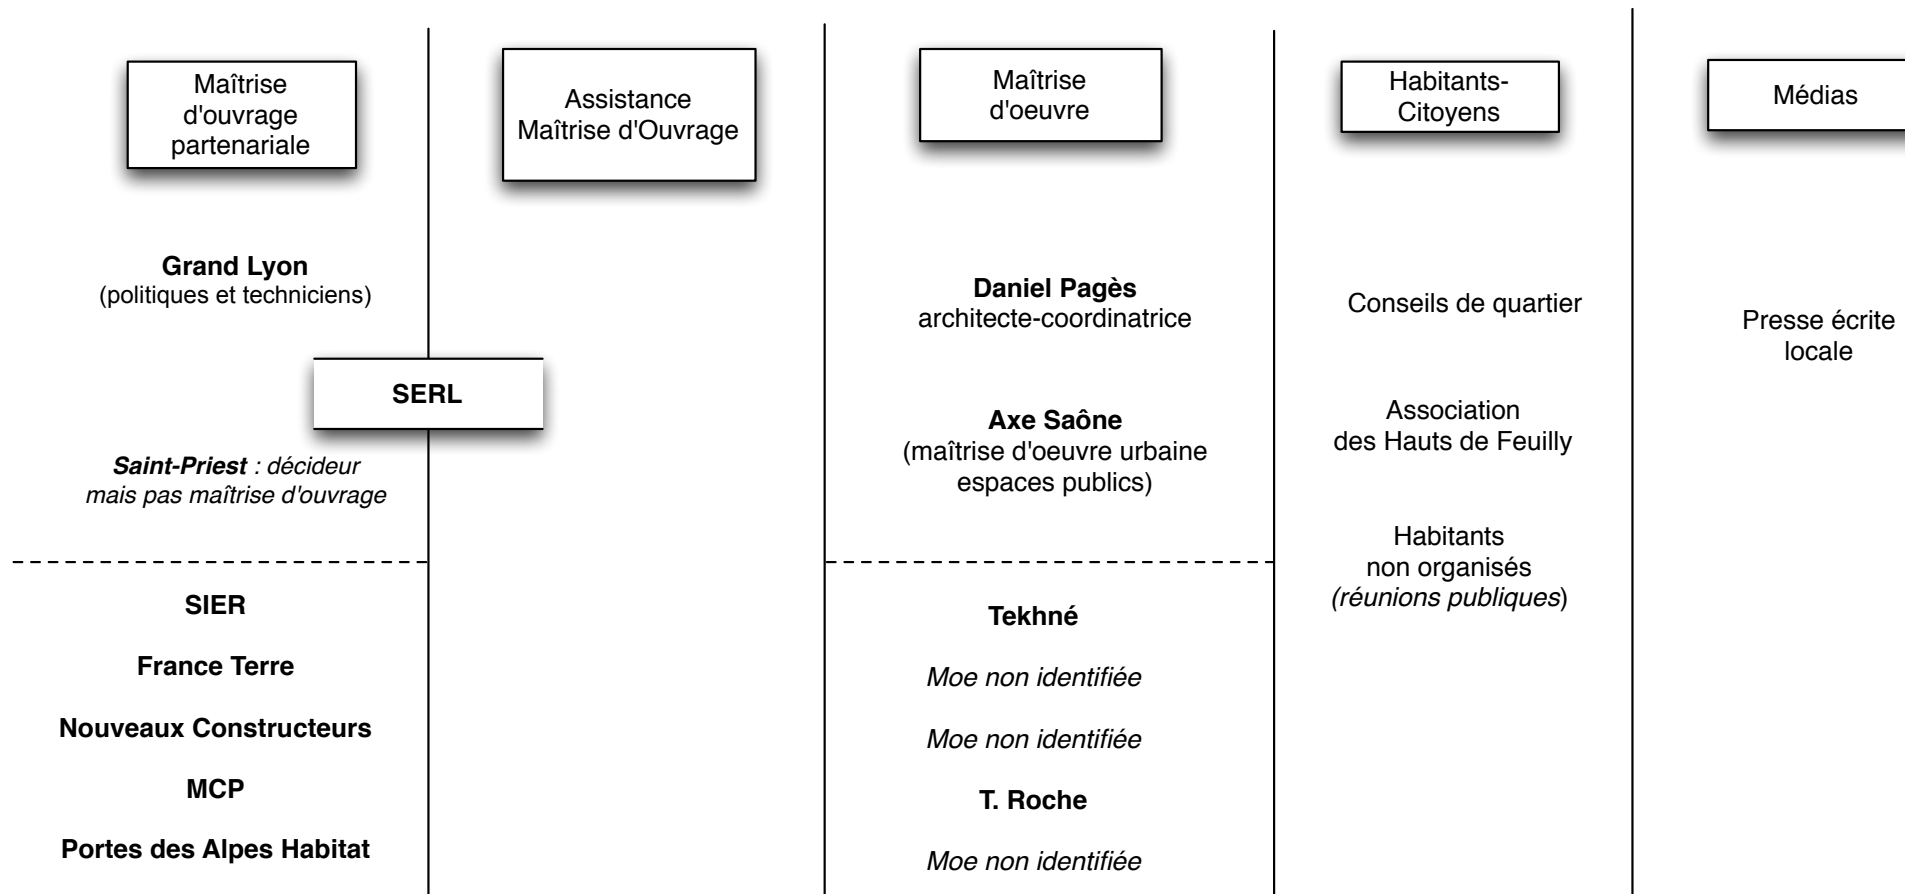 Maîtrise
d'ouvrage
partenariale
Assistance
Maîtrise d'Ouvrage
Maîtrise
d'oeuvre
Habitants-
Citoyens
Médias
Grand Lyon
(politiques et techniciens)
SERL
Saint-Priest : décideur
mais pas maîtrise d'ouvrage
SIER
France Terre
Nouveaux Constructeurs
MCP
Portes des Alpes Habitat
Daniel Pagès
architecte-coordinatrice
Axe Saône
(maîtrise d'oeuvre urbaine
espaces publics)
Tekhné
Moe non identifiée
Moe non identifiée
T. Roche
Moe non identifiée
Conseils de quartier
Association
des Hauts de Feuilly
Habitants
non organisés
(réunions publiques)
Presse écrite
locale